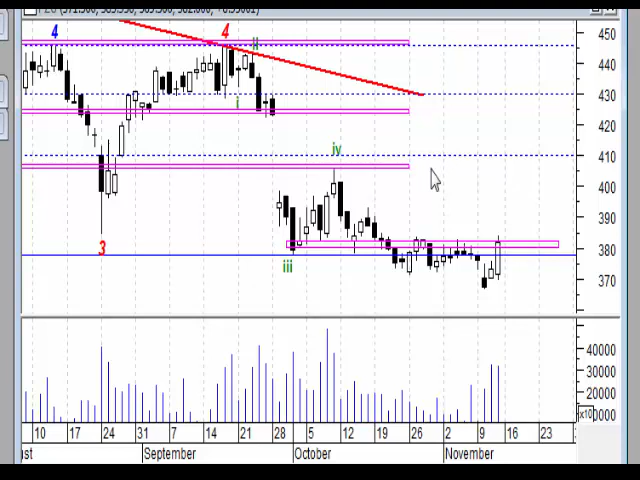 4
4
ii
i
iv
3
iii
450
440
430
420
410
400
390
380
370
40000
30000
20000
10000
x10
10 17 24 31 7 14 21 28 5 12 19 26 2 9 16 23
September October November